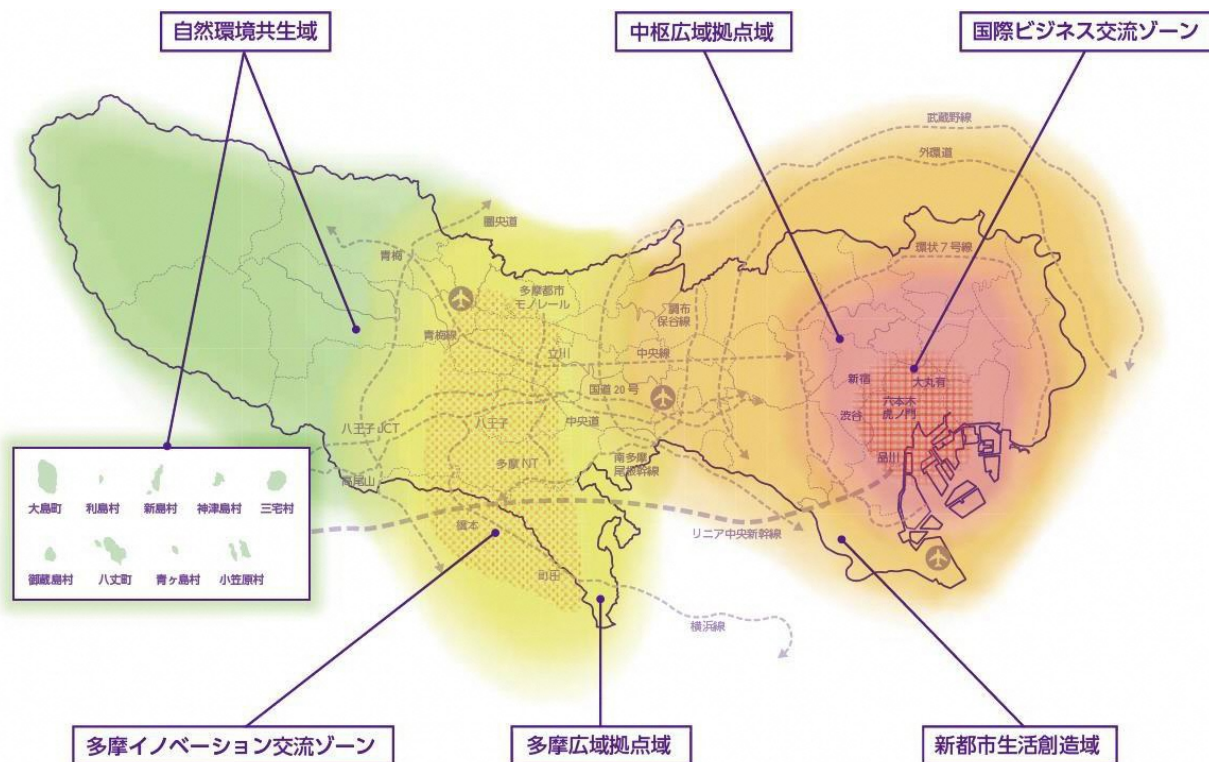 自然環境共生域
中枢広域拠点域
国際ビジネス交流ゾーン
武蔵野線
外環道
圏央道
環状7号線
青梅
多摩都市
モノレール
調布
保谷線
青梅線
立川
中央線
新宿
大丸有
国道20号
六本木
虎ノ門
渋谷
八王子JCT
八王子
中央道
多摩NT
南多摩
尾根幹線
品川
高尾山
大島町
利島村
新島村
神津島村
三宅村
橋本
リニア中央新幹線
御蔵島村
八丈町
青ヶ島村
小笠原村
町田
横浜線
多摩イノベーション交流ゾーン
多摩広域拠点域
新都市生活創造域